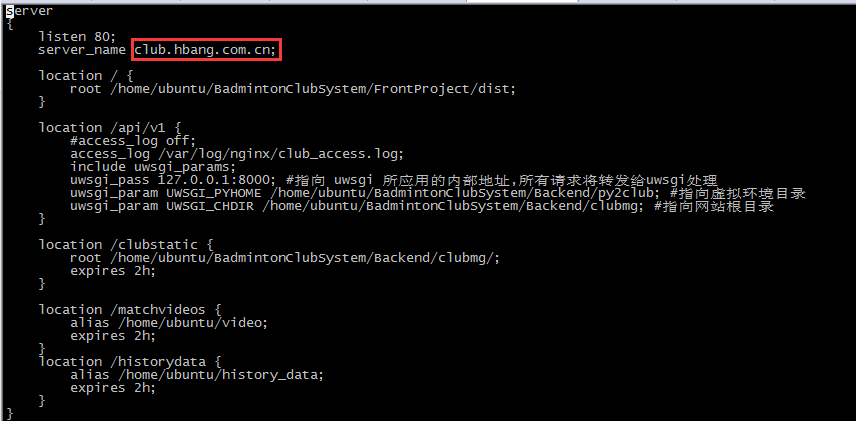 server
{
    listen 80;
    server_name club.hbang.com.cn;
    location / {
        root /home/ubuntu/BadmintonClubSystem/FrontProject/dist;
    }
    location /api/v1 {
        #access_log off;
        access_log /var/log/nginx/club_access.log;
        include uwsgi_params;
        uwsgi_pass 127.0.0.1:8000; #指向 uwsgi 所应用的内部地址,所有请求将转发给uwsgi处理
        uwsgi_param UWSGI_PYHOME /home/ubuntu/BadmintonClubSystem/Backend/py2club; #指向虚拟环境目录
        uwsgi_param UWSGI_CHDIR /home/ubuntu/BadmintonClubSystem/Backend/clubmg; #指向网站根目录
    }
    location /clubstatic {
        root /home/ubuntu/BadmintonClubSystem/Backend/clubmg/;
        expires 2h;
    }
    location /matchvideos {
        alias /home/ubuntu/video;
        expires 2h;
    }
    location /historydata {
        alias /home/ubuntu/history_data;
        expires 2h;
    }
}